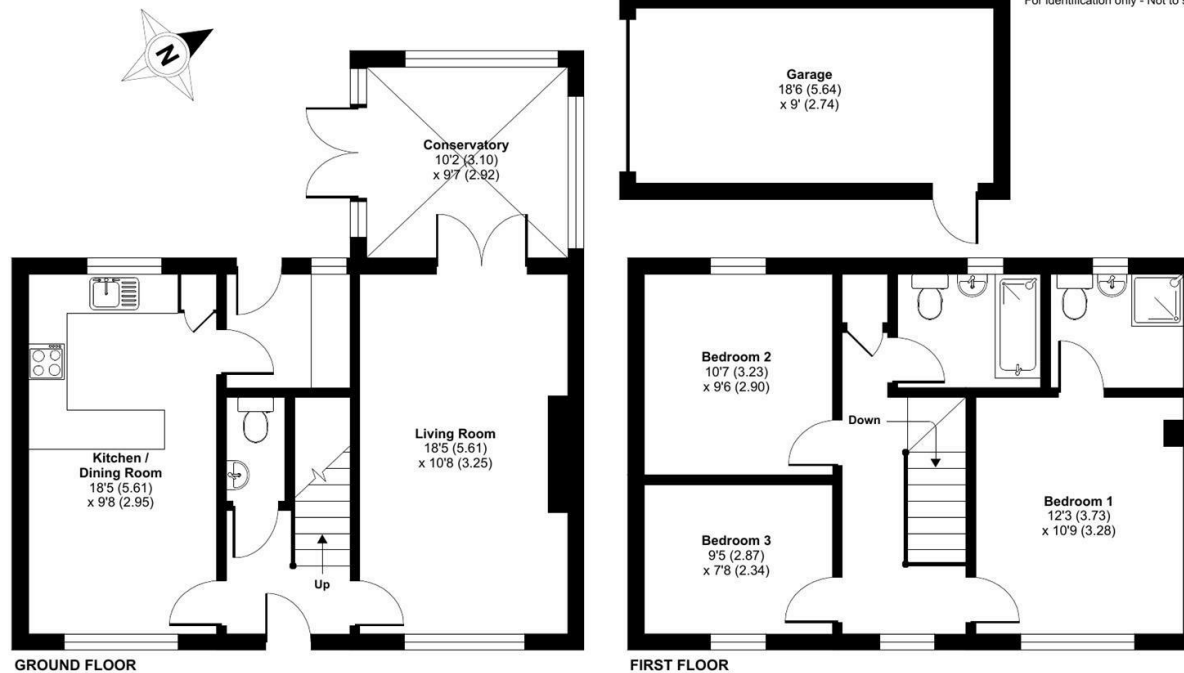 For identification only - Not to s
N
Garage
18'6 (5.64)
x 9' (2.74)
Conservatory
10'2 (3.10)
x 9'7 (2.92)
Kitchen /
Dining Room
18'5 (5.61)
x 9'8 (2.95)
Living Room
18'5 (5.61)
x 10'8 (3.25)
Up
GROUND FLOOR
Bedroom 2
10'7 (3.23)
x 9'6 (2.90)
Down
Bedroom 1
12'3 (3.73)
x 10'9 (3.28)
Bedroom 3
9'5 (2.87)
x 7'8 (2.34)
FIRST FLOOR